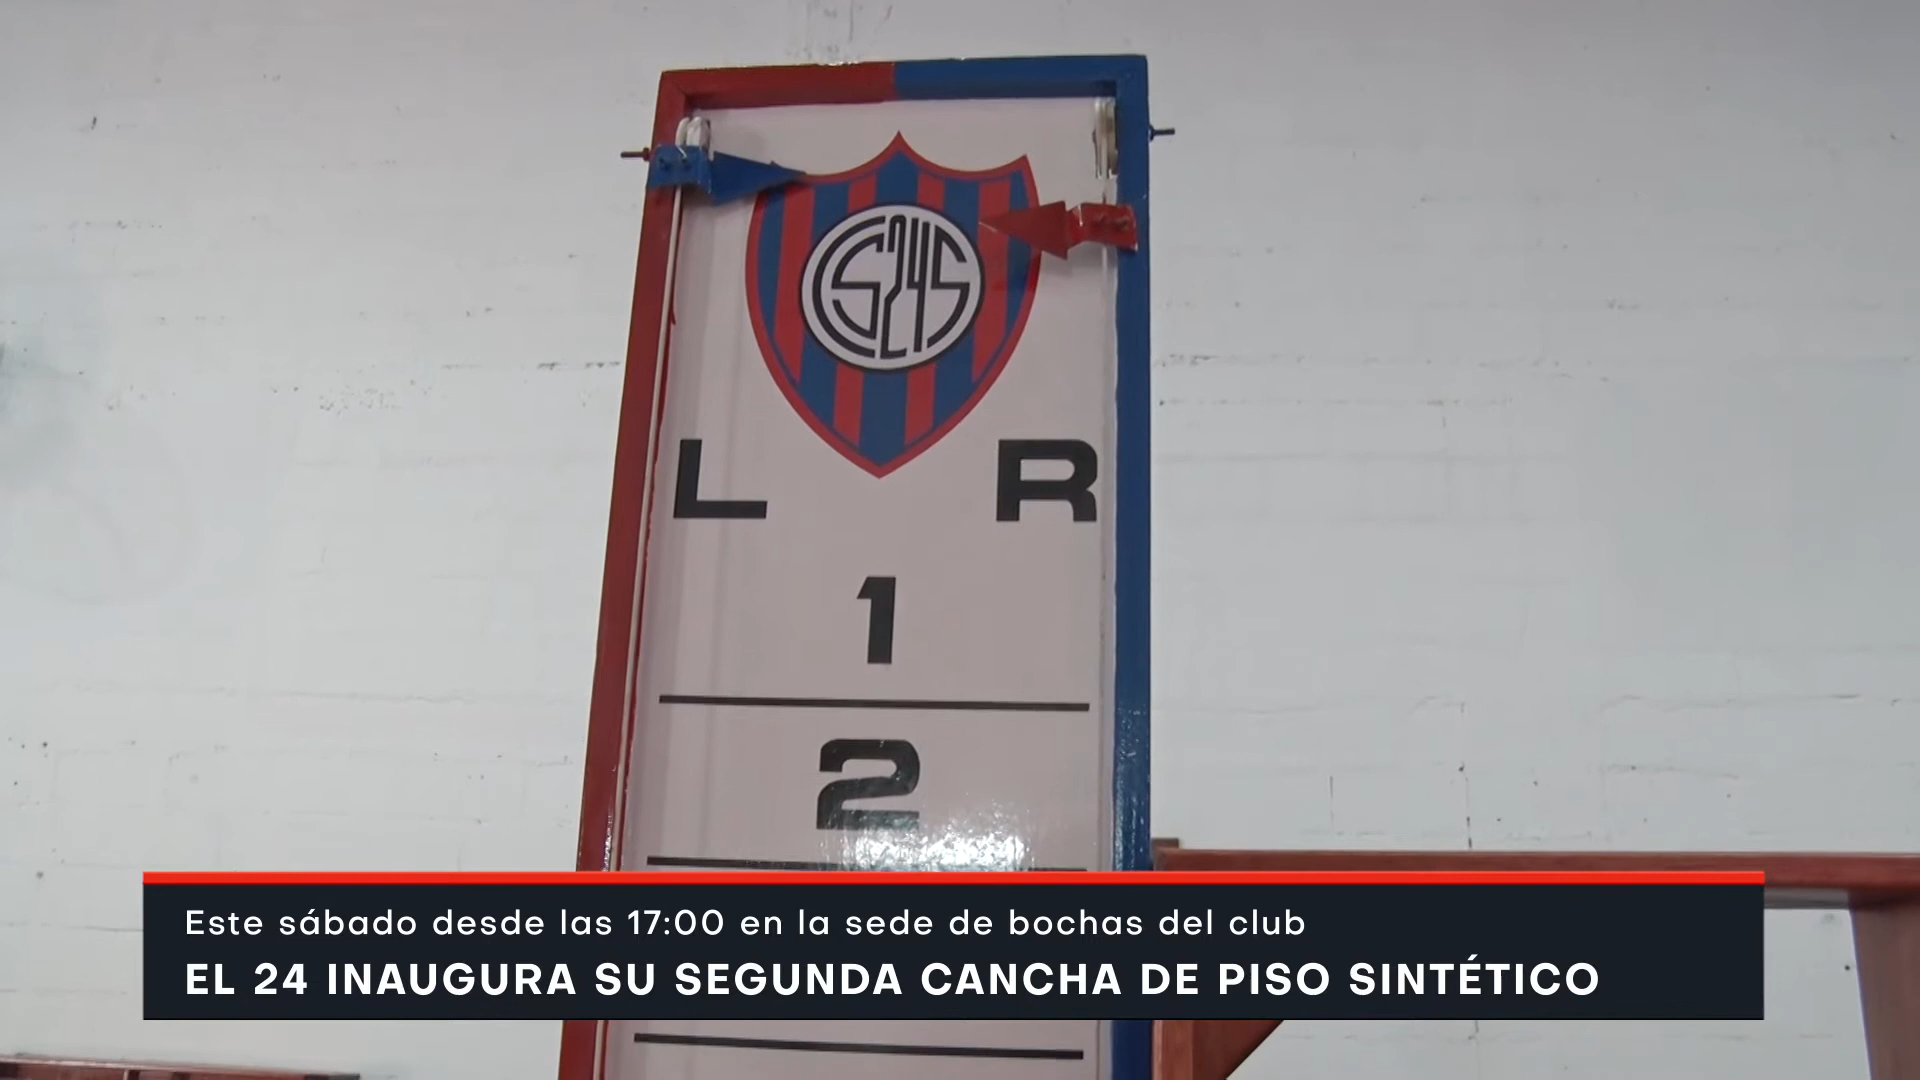 CS24S
L R
1
2
Este sábado desde las 17:00 en la sede de bochas del club
EL 24 INAUGURA SU SEGUNDA CANCHA DE PISO SINTÉTICO